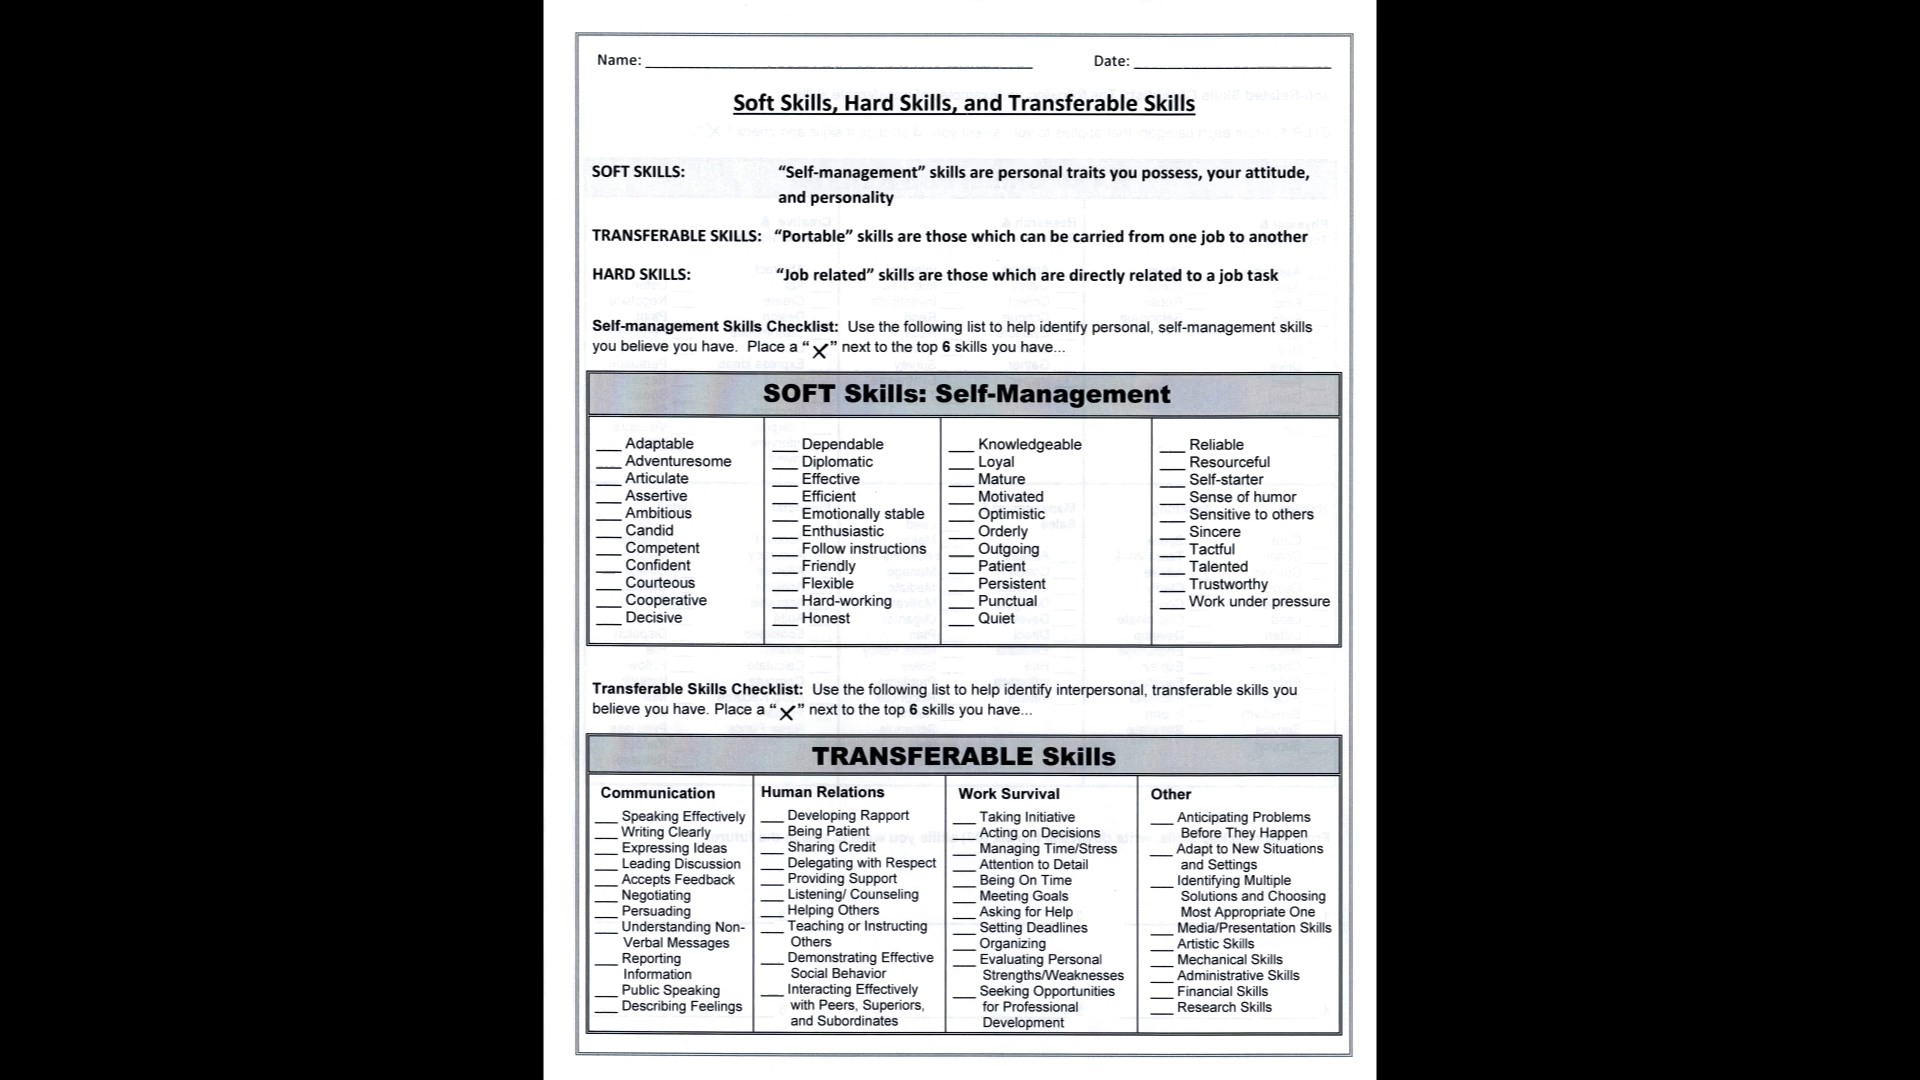 Name: ____ Date: ____
Soft Skills, Hard Skills, and Transferable Skills
SOFT SKILLS: “Self-management” skills are personal traits you possess, your attitude,
and personality
TRANSFERABLE SKILLS: “Portable” skills are those which can be carried from one job to another
HARD SKILLS: “Job related” skills are those which are directly related to a job task
Self-management Skills Checklist: Use the following list to help identify personal, self-management skills
you believe you have. Place a “X” next to the top 6 skills you have...
SOFT Skills: Self-Management
___ Adaptable
___ Adventuresome
___ Articulate
___ Assertive
___ Ambitious
___ Candid
___ Competent
___ Confident
___ Courteous
___ Cooperative
___ Decisive
___ Dependable
___ Diplomatic
___ Effective
___ Efficient
___ Emotionally stable
___ Enthusiastic
___ Follow instructions
___ Friendly
___ Flexible
___ Hard-working
___ Honest
___ Knowledgeable
___ Loyal
___ Mature
___ Motivated
___ Optimistic
___ Orderly
___ Outgoing
___ Patient
___ Persistent
___ Punctual
___ Quiet
___ Reliable
___ Resourceful
___ Self-starter
___ Sense of humor
___ Sensitive to others
___ Sincere
___ Tactful
___ Talented
___ Trustworthy
___ Work under pressure
Transferable Skills Checklist: Use the following list to help identify interpersonal, transferable skills you
believe you have. Place a “X” next to the top 6 skills you have...
TRANSFERABLE Skills
Communication
___ Speaking Effectively
___ Writing Clearly
___ Expressing Ideas
___ Leading Discussion
___ Accepts Feedback
___ Negotiating
___ Persuading
___ Understanding Non-
Verbal Messages
___ Reporting
Information
___ Public Speaking
___ Describing Feelings
Human Relations
___ Developing Rapport
___ Being Patient
___ Sharing Credit
___ Delegating with Respect
___ Providing Support
___ Listening/ Counseling
___ Helping Others
___ Teaching or Instructing
Others
___ Demonstrating Effective
Social Behavior
___ Interacting Effectively
with Peers, Superiors,
and Subordinates
Work Survival
___ Taking Initiative
___ Acting on Decisions
___ Managing Time/Stress
___ Attention to Detail
___ Being On Time
___ Meeting Goals
___ Asking for Help
___ Setting Deadlines
___ Organizing
___ Evaluating Personal
Strengths/Weaknesses
___ Seeking Opportunities
for Professional
Development
Other
___ Anticipating Problems
Before They Happen
___ Adapt to New Situations
and Settings
___ Identifying Multiple
Solutions and Choosing
Most Appropriate One
___ Media/Presentation Skills
___ Artistic Skills
___ Mechanical Skills
___ Administrative Skills
___ Financial Skills
___ Research Skills